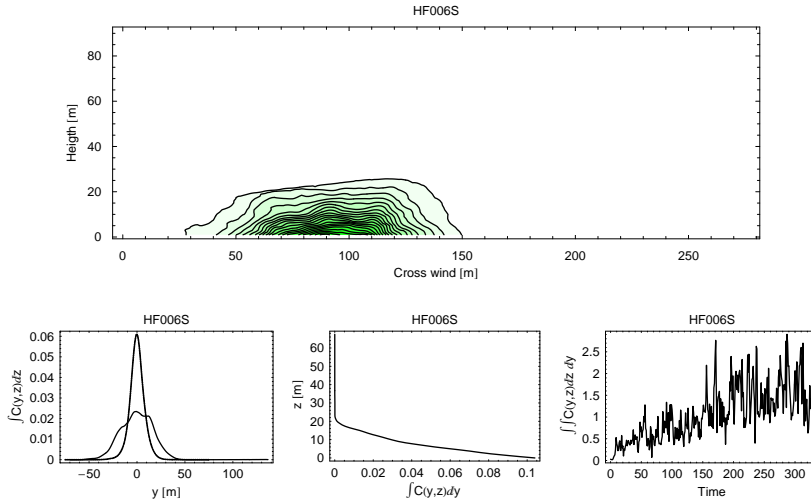 HF006S
80
60
40
20
0
Heigth [m]
0 50 100 150 200 250
Cross wind [m]
HF006S
0.06
0.05
0.04
0.03
0.02
0.01
0
∫C(y,z)dz
-50 0 50 100
y [m]
HF006S
60
50
40
30
20
10
0
z [m]
0 0.02 0.04 0.06 0.08 0.1
∫C(y,z)dy
HF006S
2.5
2
1.5
1
0.5
0
∫∫C(y,z)dz dy
0 50 100 150 200 250 300
Time